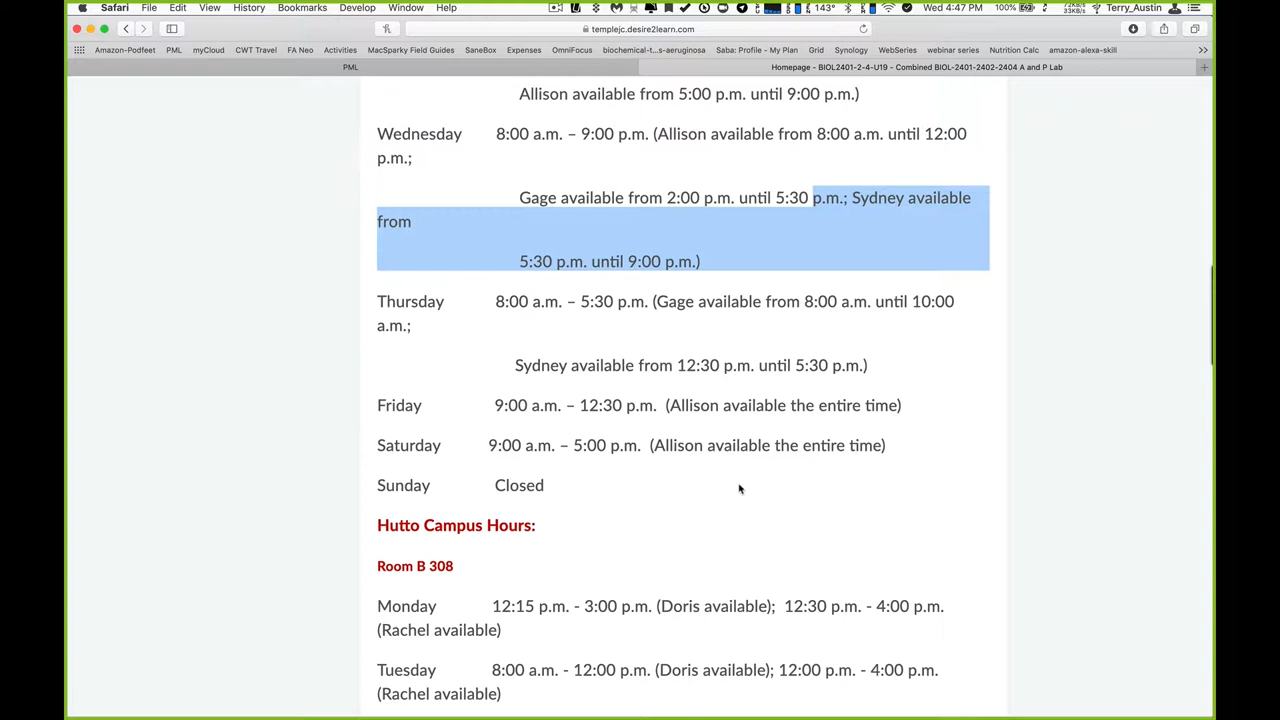 Safari File Edit View History Bookmarks Develop Window Help 143° Wed 4:47 PM 100% Terry_Austin
templejc.desire2learn.com
Amazon-Podfeet PML myCloud CWT Travel FA Neo Activities MacSparky Field Guides SaneBox Expenses OmniFocus biochemical-t...s-aeruginosa Saba: Profile - My Plan Grid Synology WebSeries webinar series Nutrition Calc amazon-alexa-skill
PML Homepage - BIOL2401-2-4-U19 - Combined BIOL-2401-2402-2404 A and P Lab
Allison available from 5:00 p.m. until 9:00 p.m.)
Wednesday 8:00 a.m. – 9:00 p.m. (Allison available from 8:00 a.m. until 12:00
p.m.;
Gage available from 2:00 p.m. until 5:30 p.m.; Sydney available
from
5:30 p.m. until 9:00 p.m.)
Thursday 8:00 a.m. – 5:30 p.m. (Gage available from 8:00 a.m. until 10:00
a.m.;
Sydney available from 12:30 p.m. until 5:30 p.m.)
Friday 9:00 a.m. – 12:30 p.m. (Allison available the entire time)
Saturday 9:00 a.m. – 5:00 p.m. (Allison available the entire time)
Sunday Closed
Hutto Campus Hours:
Room B 308
Monday 12:15 p.m. - 3:00 p.m. (Doris available); 12:30 p.m. - 4:00 p.m.
(Rachel available)
Tuesday 8:00 a.m. - 12:00 p.m. (Doris available); 12:00 p.m. - 4:00 p.m.
(Rachel available)